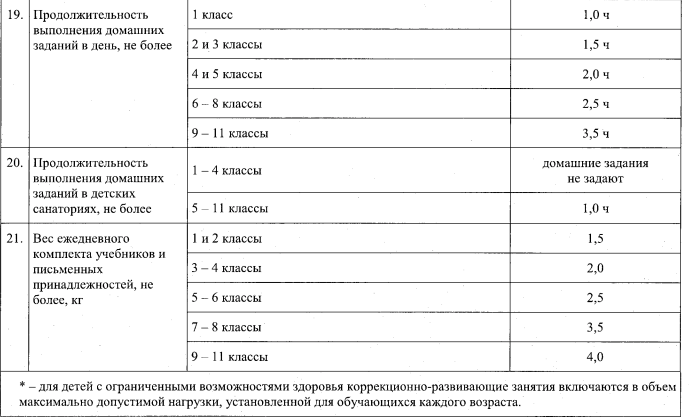 19. Продолжительность выполнения домашних заданий в день, не более
1 класс 1,0 ч
2 и 3 классы 1,5 ч
4 и 5 классы 2,0 ч
6 – 8 классы 2,5 ч
9 – 11 классы 3,5 ч
20. Продолжительность выполнения домашних заданий в детских санаториях, не более
1 – 4 классы домашние задания не задают
5 – 11 классы 1,0 ч
21. Вес ежедневного комплекта учебников и письменных принадлежностей, не более, кг
1 и 2 классы 1,5
3 – 4 классы 2,0
5 – 6 классы 2,5
7 – 8 классы 3,5
9 – 11 классы 4,0
* – для детей с ограниченными возможностями здоровья коррекционно-развивающие занятия включаются в объем
максимально допустимой нагрузки, установленной для обучающихся каждого возраста.